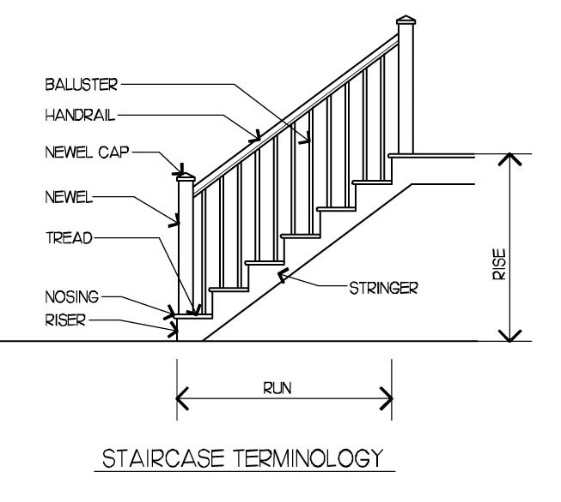 BALUSTER
HANDRAIL
NEWEL CAP
NEWEL
TREAD
NOSING
RISER
STRINGER
RISE
RUN
STAIRCASE TERMINOLOGY